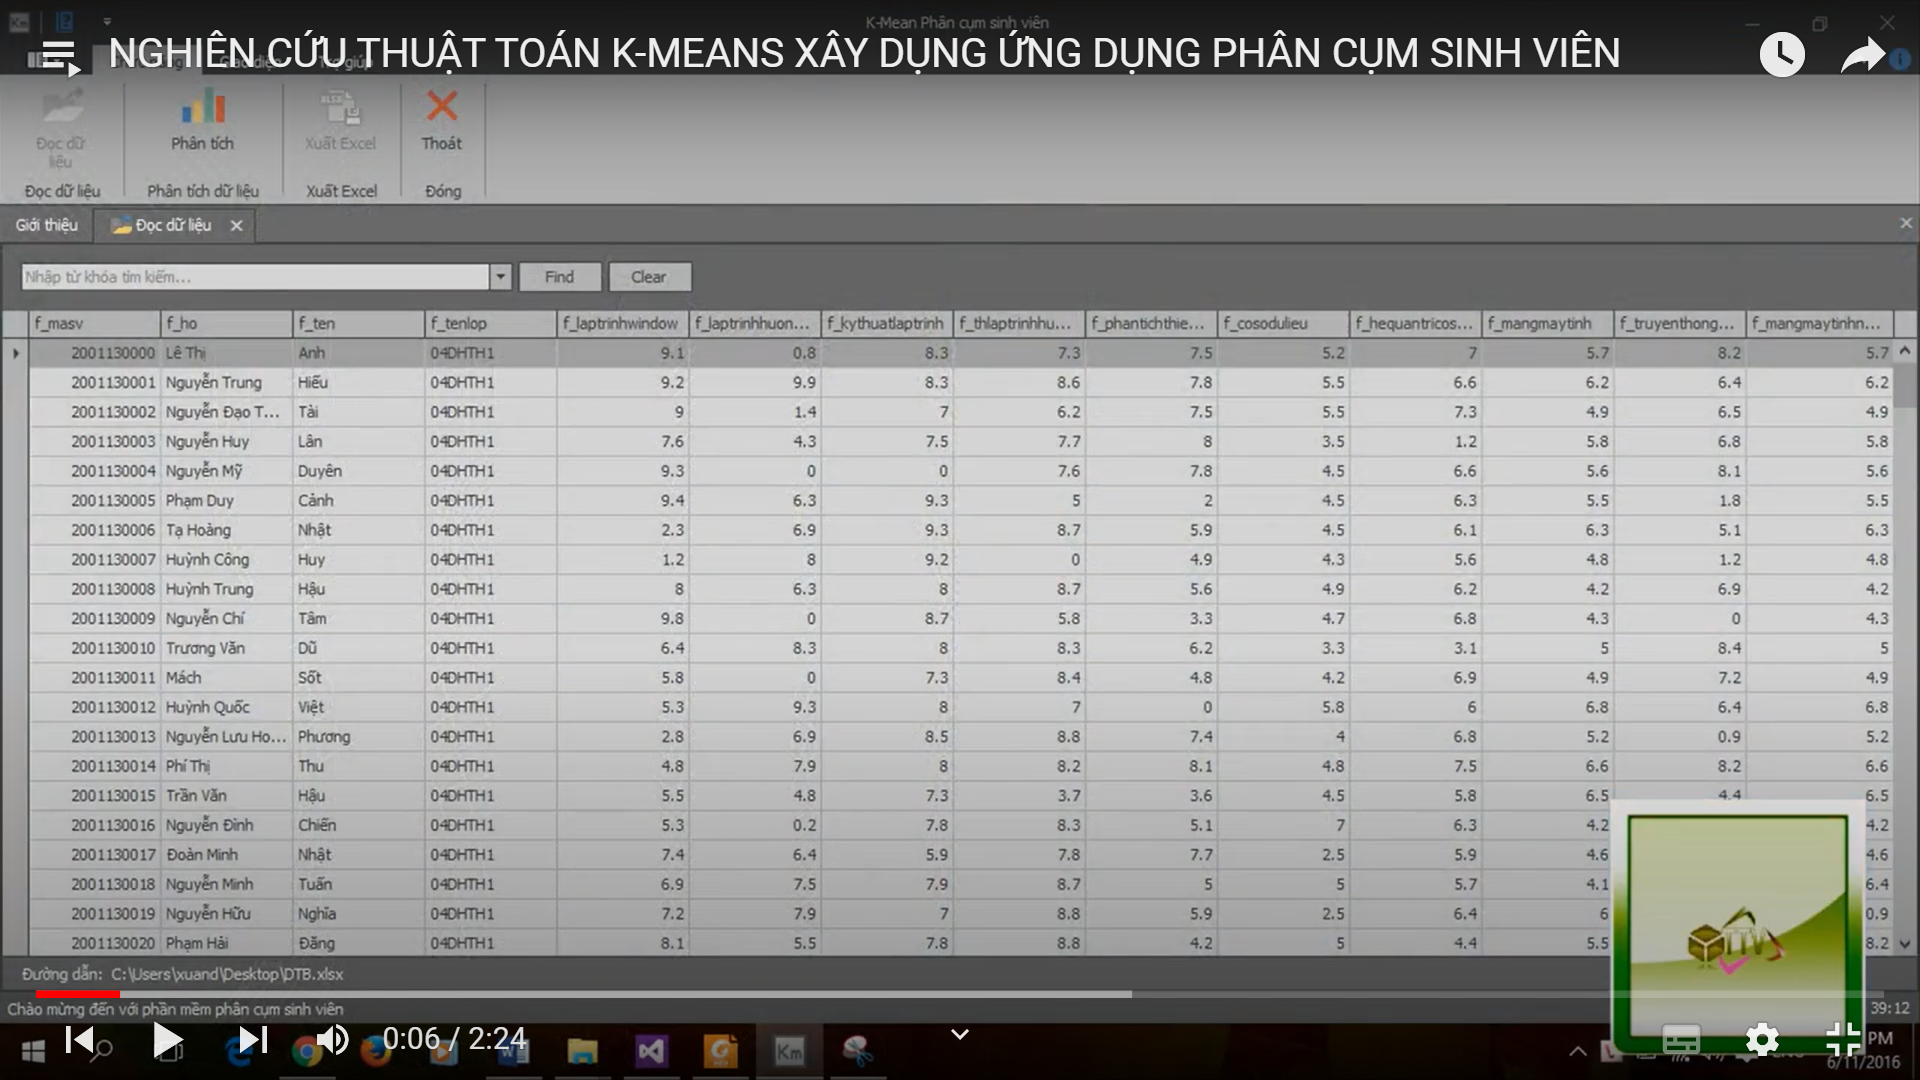 K-Mean Phân cụm sinh viên
NGHIÊN CỨU THUẬT TOÁN K-MEANS XÂY DỰNG ỨNG DỤNG PHÂN CỤM SINH VIÊN
Đọc dữ liệu
Phân tích
Xuất Excel
Thoát
Đọc dữ liệu
Phân tích dữ liệu
Xuất Excel
Đóng
Giới thiệu
Đọc dữ liệu
Nhập từ khóa tìm kiếm...
Find
Clear
f_masv f_ho f_ten f_tenlop f_laptrinhwindow f_laptrinhhuon... f_kythuatlaptrinh f_thlaptrinhhu... f_phantichthie... f_cosodulieu f_hequantricos... f_mangmaytinh f_truyenthong... f_mangmaytinhn...
2001130000 Lê Thị Anh 04DHTH1 9.1 0.8 8.3 7.3 7.5 5.2 7 5.7 8.2 5.7
2001130001 Nguyễn Trung Hiếu 04DHTH1 9.2 9.9 8.3 8.6 7.8 5.5 6.6 6.2 6.4 6.2
2001130002 Nguyễn Đạo T... Tài 04DHTH1 9 1.4 7 6.2 7.5 5.5 7.3 4.9 6.5 4.9
2001130003 Nguyễn Huy Lân 04DHTH1 7.6 4.3 7.5 7.7 8 3.5 1.2 5.8 6.8 5.8
2001130004 Nguyễn Mỹ Duyên 04DHTH1 9.3 0 0 7.6 7.8 4.5 6.6 5.6 8.1 5.6
2001130005 Phạm Duy Cảnh 04DHTH1 9.4 6.3 9.3 5 2 4.5 6.3 5.5 1.8 5.5
2001130006 Tạ Hoàng Nhật 04DHTH1 2.3 6.9 9.3 8.7 5.9 4.5 6.1 6.3 5.1 6.3
2001130007 Huỳnh Công Huy 04DHTH1 1.2 8 9.2 0 4.9 4.3 5.6 4.8 1.2 4.8
2001130008 Huỳnh Trung Hậu 04DHTH1 8 6.3 8 8.7 5.6 4.9 6.2 4.2 6.9 4.2
2001130009 Nguyễn Chí Tâm 04DHTH1 9.8 0 8.7 5.8 3.3 4.7 6.8 4.3 0 4.3
2001130010 Trương Văn Dũ 04DHTH1 6.4 8.3 8 8.3 6.2 3.3 3.1 5 8.4 5
2001130011 Mách Sốt 04DHTH1 5.8 0 7.3 8.4 4.8 4.2 6.9 4.9 7.2 4.9
2001130012 Huỳnh Quốc Việt 04DHTH1 5.3 9.3 8 7 0 5.8 6 6.8 6.4 6.8
2001130013 Nguyễn Lưu Ho... Phương 04DHTH1 2.8 6.9 8.5 8.8 7.4 4 6.8 5.2 0.9 5.2
2001130014 Phí Thị Thu 04DHTH1 4.8 7.9 8 8.2 8.1 4.8 7.5 6.6 8.2 6.6
2001130015 Trần Văn Hậu 04DHTH1 5.5 4.8 7.3 3.7 3.6 4.5 5.8 6.5 4.4 6.5
2001130016 Nguyễn Đình Chiến 04DHTH1 5.3 0.2 7.8 8.3 5.1 7 6.3 4.2 4.2
2001130017 Đoàn Minh Nhật 04DHTH1 7.4 6.4 5.9 7.8 7.7 2.5 5.9 4.6 4.6
2001130018 Nguyễn Minh Tuấn 04DHTH1 6.9 7.5 7.9 8.7 5 5 5.7 4.1 6.4
2001130019 Nguyễn Hữu Nghĩa 04DHTH1 7.2 7.9 7 8.8 5.9 2.5 6.4 6 0.9
2001130020 Phạm Hải Đăng 04DHTH1 8.1 5.5 7.8 8.8 4.2 5 4.4 5.5 8.2
Đường dẫn: C:\Users\xuand\Desktop\DTB.xlsx
Chào mừng đến với phần mềm phân cụm sinh viên
39:12
0:06 / 2:24
Km
PM
6/11/2016